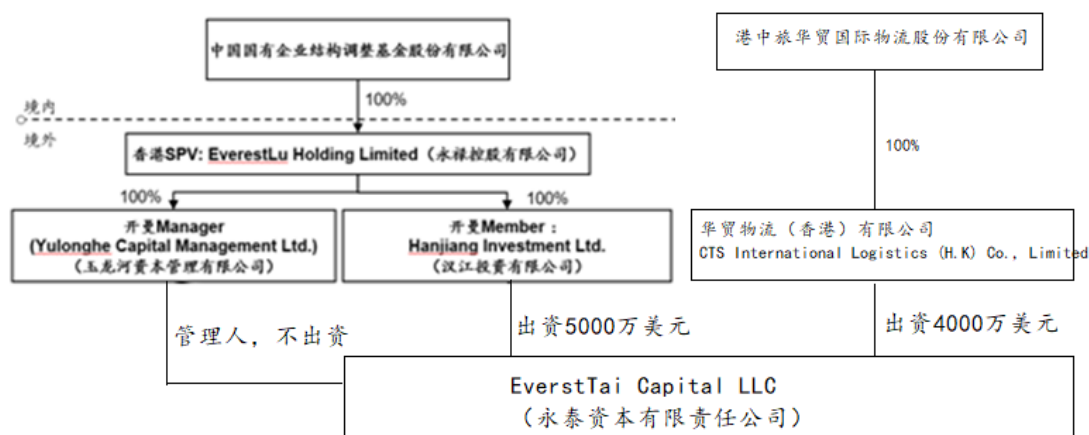 中国国有企业结构调整基金股份有限公司
港中旅华贸国际物流股份有限公司
100%
境内
境外
100%
香港SPV: EverestLu Holding Limited（永禄控股有限公司）
100%
100%
开曼Manager
(Yulonghe Capital Management Ltd.)
（玉龙河资本管理有限公司）
开曼Member：
Hanjiang Investment Ltd.
（汉江投资有限公司）
华贸物流（香港）有限公司
CTS International Logistics (H.K) Co., Limited
管理人，不出资
出资5000万美元
出资4000万美元
EverstTai Capital LLC
（永泰资本有限责任公司）